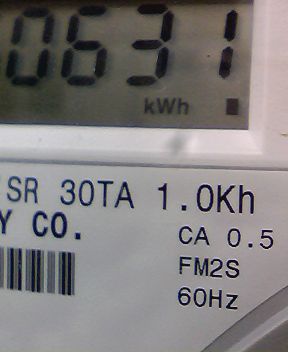 0631
kWh
SR 30TA 1.0Kh
Y CO.
CA 0.5
FM2S
60Hz